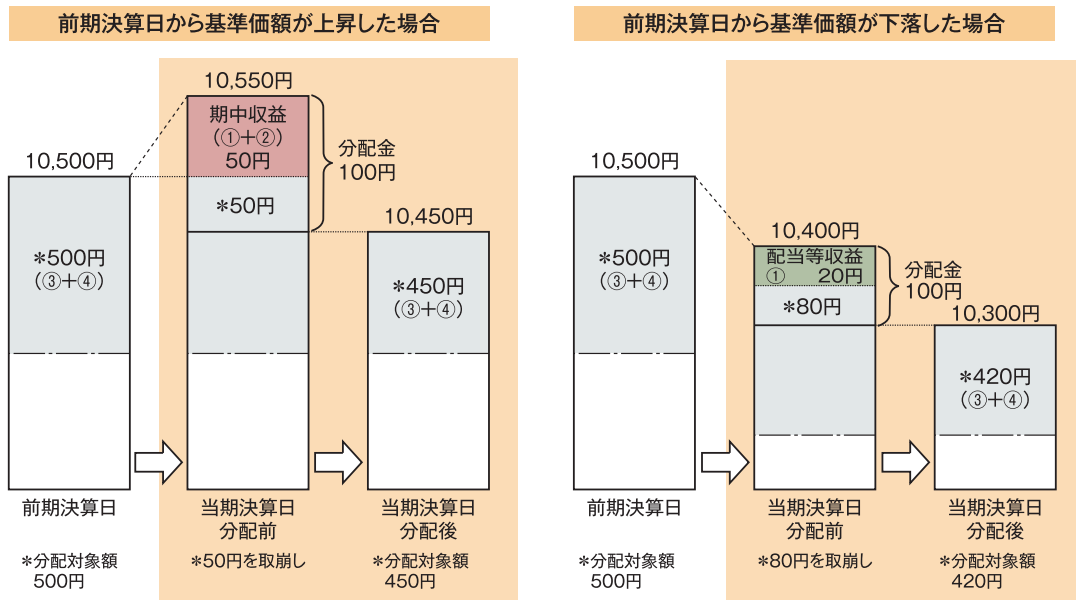 前期決算日から基準価額が上昇した場合
10,550円
期中収益
(①+②)
50円
分配金
100円
10,500円
*50円
10,450円
*500円
(③+④)
*450円
(③+④)
前期決算日
当期決算日
分配前
当期決算日
分配後
*分配対象額
500円
*50円を取崩し
*分配対象額
450円
前期決算日から基準価額が下落した場合
10,500円
10,400円
配当等収益
① 20円
分配金
100円
*500円
(③+④)
*80円
10,300円
*420円
(③+④)
前期決算日
当期決算日
分配前
当期決算日
分配後
*分配対象額
500円
*80円を取崩し
*分配対象額
420円